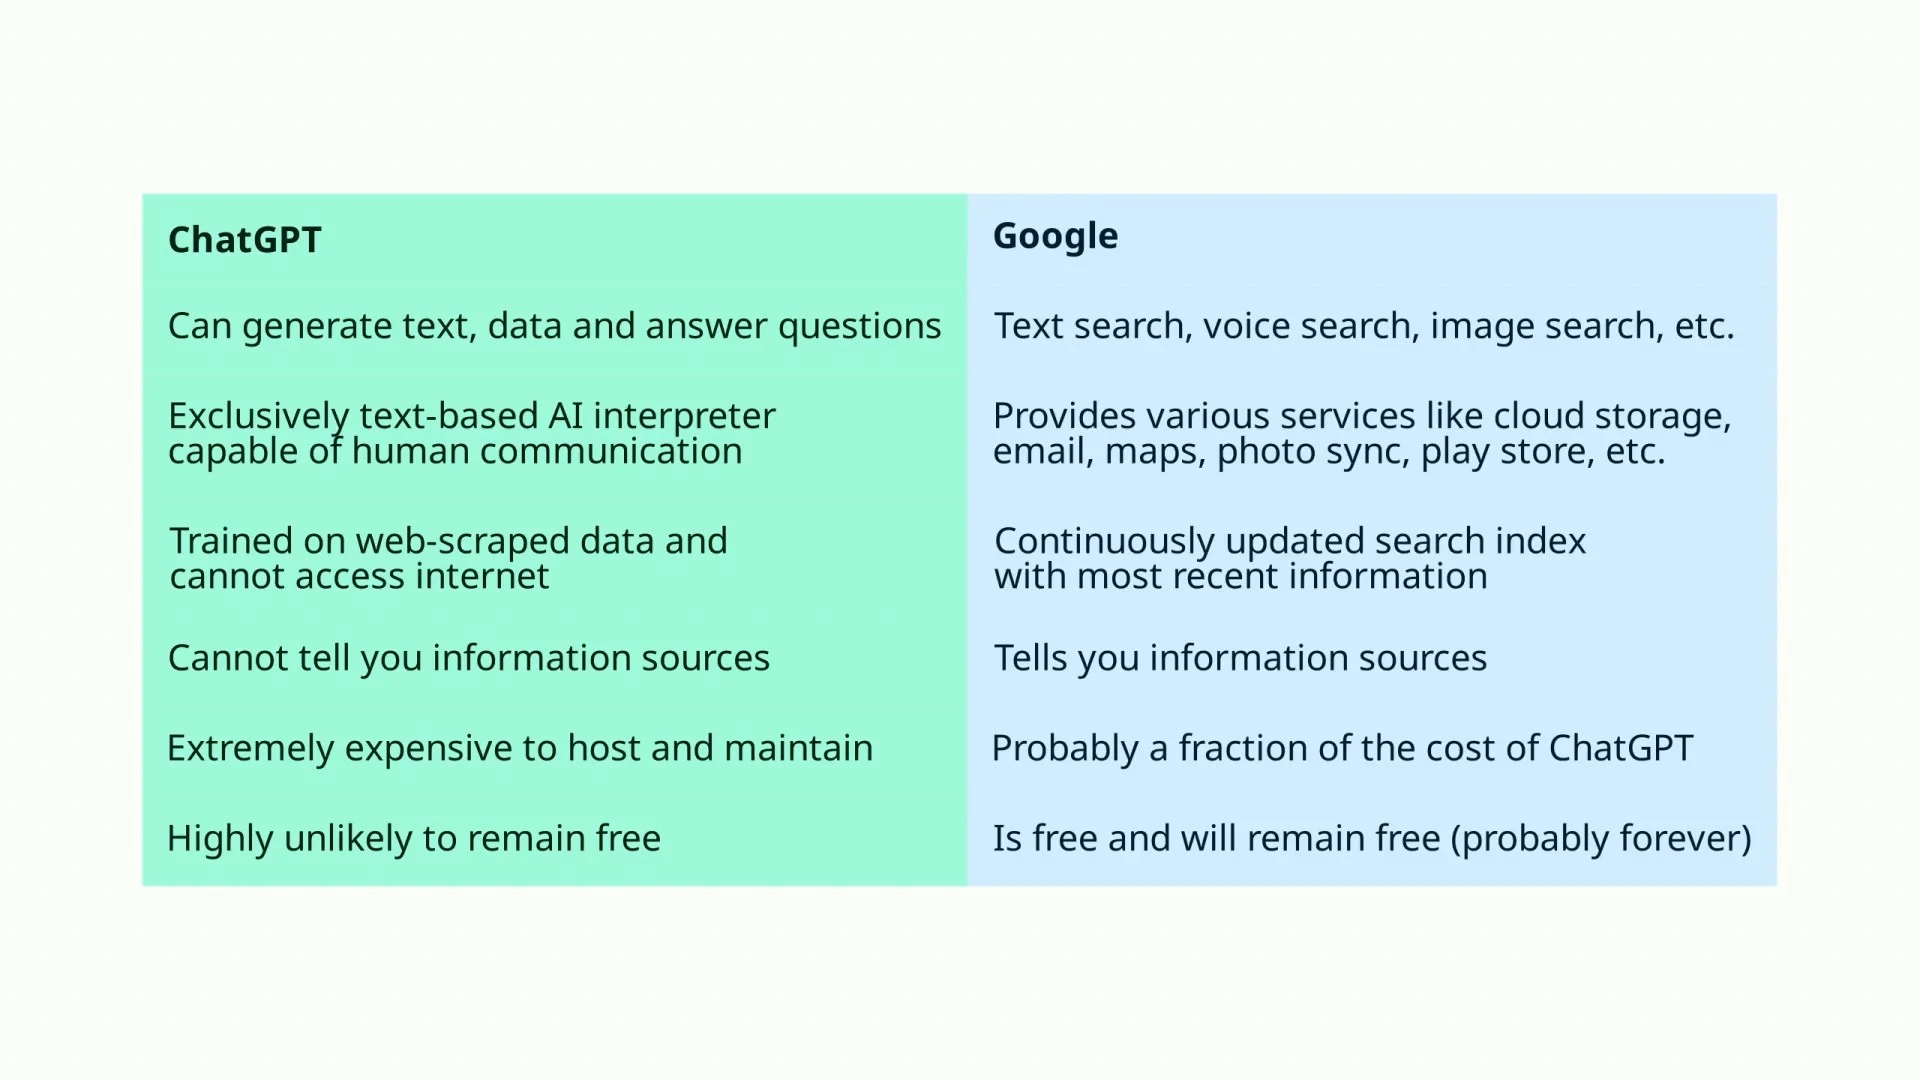 ChatGPT
Can generate text, data and answer questions
Exclusively text-based AI interpreter
capable of human communication
Trained on web-scraped data and
cannot access internet
Cannot tell you information sources
Extremely expensive to host and maintain
Highly unlikely to remain free
Google
Text search, voice search, image search, etc.
Provides various services like cloud storage,
email, maps, photo sync, play store, etc.
Continuously updated search index
with most recent information
Tells you information sources
Probably a fraction of the cost of ChatGPT
Is free and will remain free (probably forever)